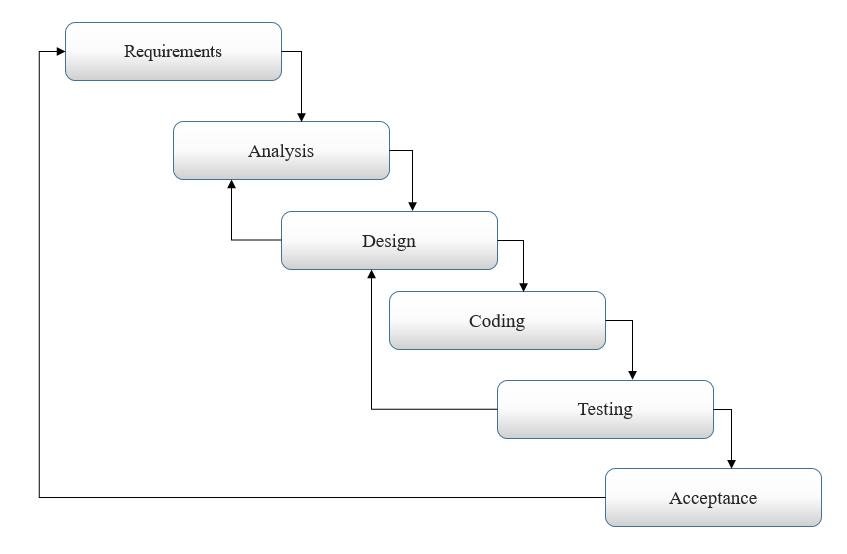 Requirements
Analysis
Design
Coding
Testing
Acceptance